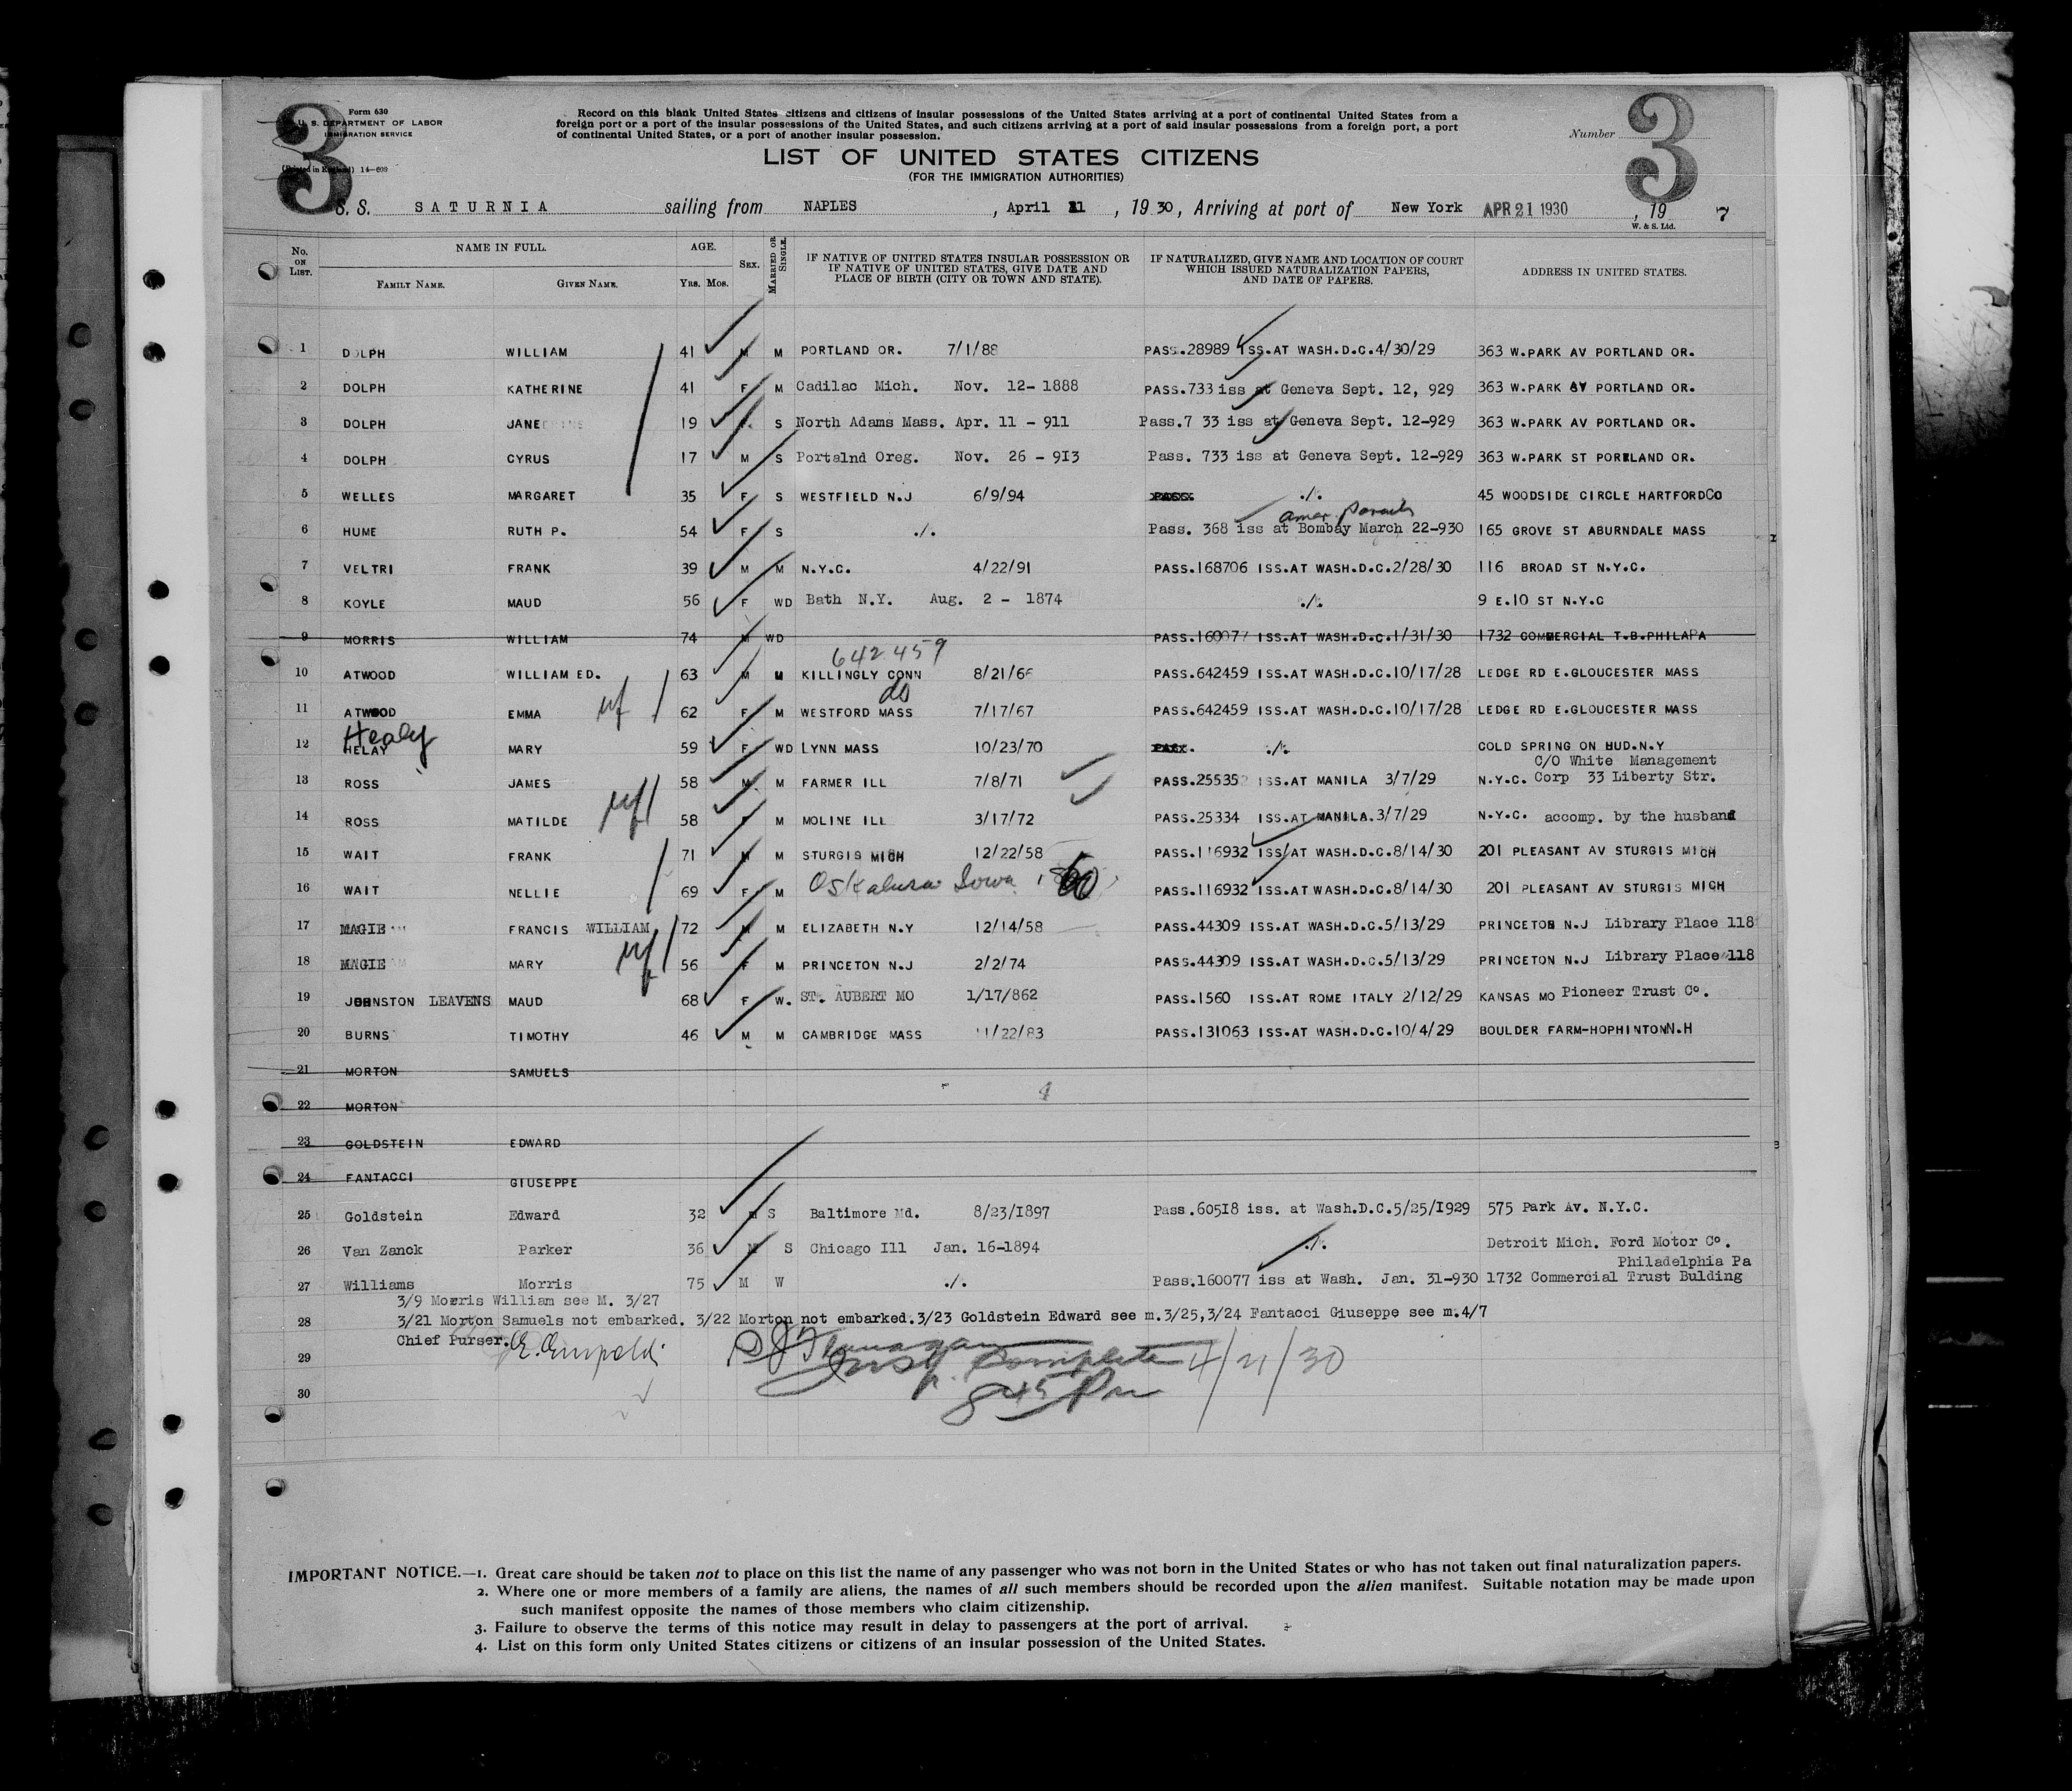 3
Form 630
U. S. DEPARTMENT OF LABOR
IMMIGRATION SERVICE
(Printed in England) 14—609
Record on this blank United States citizens and citizens of insular possessions of the United States arriving at a port of continental United States from a
foreign port or a port of the insular possessions of the United States, and such citizens arriving at a port of said insular possessions from a foreign port, a port
of continental United States, or a port of another insular possession.
Number
3
LIST OF UNITED STATES CITIZENS
(FOR THE IMMIGRATION AUTHORITIES)
S. S. SATURNIA sailing from NAPLES , April , 19 30, Arriving at port of New York APR 21 1930 , 19 7
W. & S. Ltd.
No. ON LIST. NAME IN FULL. FAMILY NAME. GIVEN NAME. AGE. YRS. MOS. SEX. MARRIED OR SINGLE. IF NATIVE OF UNITED STATES INSULAR POSSESSION OR IF NATIVE OF UNITED STATES, GIVE DATE AND PLACE OF BIRTH (CITY OR TOWN AND STATE). IF NATURALIZED, GIVE NAME AND LOCATION OF COURT WHICH ISSUED NATURALIZATION PAPERS, AND DATE OF PAPERS. ADDRESS IN UNITED STATES.
1 DOLPH WILLIAM 41 M M PORTLAND OR. 7/1/88 PASS.28989 ISS.AT WASH.D.C.4/30/29 363 W.PARK AV PORTLAND OR.
2 DOLPH KATHERINE 41 F M Cadilac Mich. Nov. 12- 1888 PASS.733 iss at Geneva Sept. 12, 929 363 W.PARK AV PORTLAND OR.
3 DOLPH JANE 19 F. S North Adams Mass. Apr. 11 - 911 Pass.7 33 iss at Geneva Sept. 12-929 363 W.PARK AV PORTLAND OR.
4 DOLPH CYRUS 17 M S Portalnd Oreg. Nov. 26 - 913 Pass. 733 iss at Geneva Sept. 12-929 363 W.PARK ST PORTLAND OR.
5 WELLES MARGARET 35 F S WESTFIELD N.J 6/9/94 ./. 45 WOODSIDE CIRCLE HARTFORDCo
amer.
6 HUME RUTH P. 54 F S ./. Pass. 368 iss at Bombay March 22-930 165 GROVE ST ABURNDALE MASS
7 VELTRI FRANK 39 M M N.Y.C. 4/22/91 PASS.168706 ISS.AT WASH.D.C.2/28/30 116 BROAD ST N.Y.C.
8 KOYLE MAUD 56 F WD Bath N.Y. Aug. 2 - 1874 ./. 9 E.10 ST N.Y.C
9 MORRIS WILLIAM 74 M WD PASS.160077 ISS.AT WASH.D.C.1/31/30 1732 COMMERCIAL T.B.PHILAPA
642459
10 ATWOOD WILLIAM ED. 63 M M KILLINGLY CONN 8/21/66 PASS.642459 ISS.AT WASH.D.C.10/17/28 LEDGE RD E.GLOUCESTER MASS
do
11 ATWOOD EMMA 62 F M WESTFORD MASS 7/17/67 PASS.642459 ISS.AT WASH.D.C.10/17/28 LEDGE RD E.GLOUCESTER MASS
Healy
12 HELAY MARY 59 F WD LYNN MASS 10/23/70 ./. COLD SPRING ON HUD.N.Y
C/O White Management
13 ROSS JAMES 58 M M FARMER ILL 7/8/71 PASS.255352 ISS.AT MANILA 3/7/29 N.Y.C. Corp 33 Liberty Str.
14 ROSS MATILDE 58 F M MOLINE ILL 3/17/72 PASS.25334 ISS.AT MANILA.3/7/29 N.Y.C. accomp. by the husband
15 WAIT FRANK 71 M M STURGIS MICH 12/22/58 PASS.116932 ISS.AT WASH.D.C.8/14/30 201 PLEASANT AV STURGIS MICH
16 WAIT NELLIE 69 F M Oskalusa Iowa 1860 PASS.116932 ISS.AT WASH.D.C.8/14/30 201 PLEASANT AV STURGIS MICH
17 MAGIE FRANCIS WILLIAM 72 M M ELIZABETH N.Y 12/14/58 PASS.44309 ISS.AT WASH.D.C.5/13/29 PRINCETON N.J Library Place 118
18 MAGIE MARY 56 F M PRINCETON N.J 2/2/74 PASS.44309 ISS.AT WASH.D.C.5/13/29 PRINCETON N.J Library Place 118
19 JOHNSTON LEAVENS MAUD 68 F W. ST. AUBERT MO 1/17/862 PASS.1560 ISS.AT ROME ITALY 2/12/29 KANSAS MO Pioneer Trust Co.
20 BURNS TIMOTHY 46 M M CAMBRIDGE MASS 11/22/83 PASS.131063 ISS.AT WASH.D.C.10/4/29 BOULDER FARM-HOPHINTONN.H
21 MORTON SAMUELS
22 MORTON
23 GOLDSTEIN EDWARD
24 FANTACCI GIUSEPPE
25 Goldstein Edward 32 M S Baltimore Md. 8/23/1897 Pass.60518 iss. at Wash.D.C.5/25/1929 575 Park Av. N.Y.C.
26 Van Zanck Parker 36 M S Chicago Ill Jan. 16-1894 ./. Detroit Mich. Ford Motor Co.
Philadelphia Pa
27 Williams Morris 75 M W ./. Pass.160077 iss at Wash. Jan. 31-930 1732 Commercial Trust Bulding
3/9 Morris William see M. 3/27
28 3/21 Morton Samuels not embarked. 3/22 Morton not embarked.3/23 Goldstein Edward see m.3/25,3/24 Fantacci Giuseppe see m.4/7
Chief Purser.
29 Insp. Complete 4/21/30
30 845 Pm
IMPORTANT NOTICE.—1. Great care should be taken not to place on this list the name of any passenger who was not born in the United States or who has not taken out final naturalization papers.
2. Where one or more members of a family are aliens, the names of all such members should be recorded upon the alien manifest. Suitable notation may be made upon
such manifest opposite the names of those members who claim citizenship.
3. Failure to observe the terms of this notice may result in delay to passengers at the port of arrival.
4. List on this form only United States citizens or citizens of an insular possession of the United States.